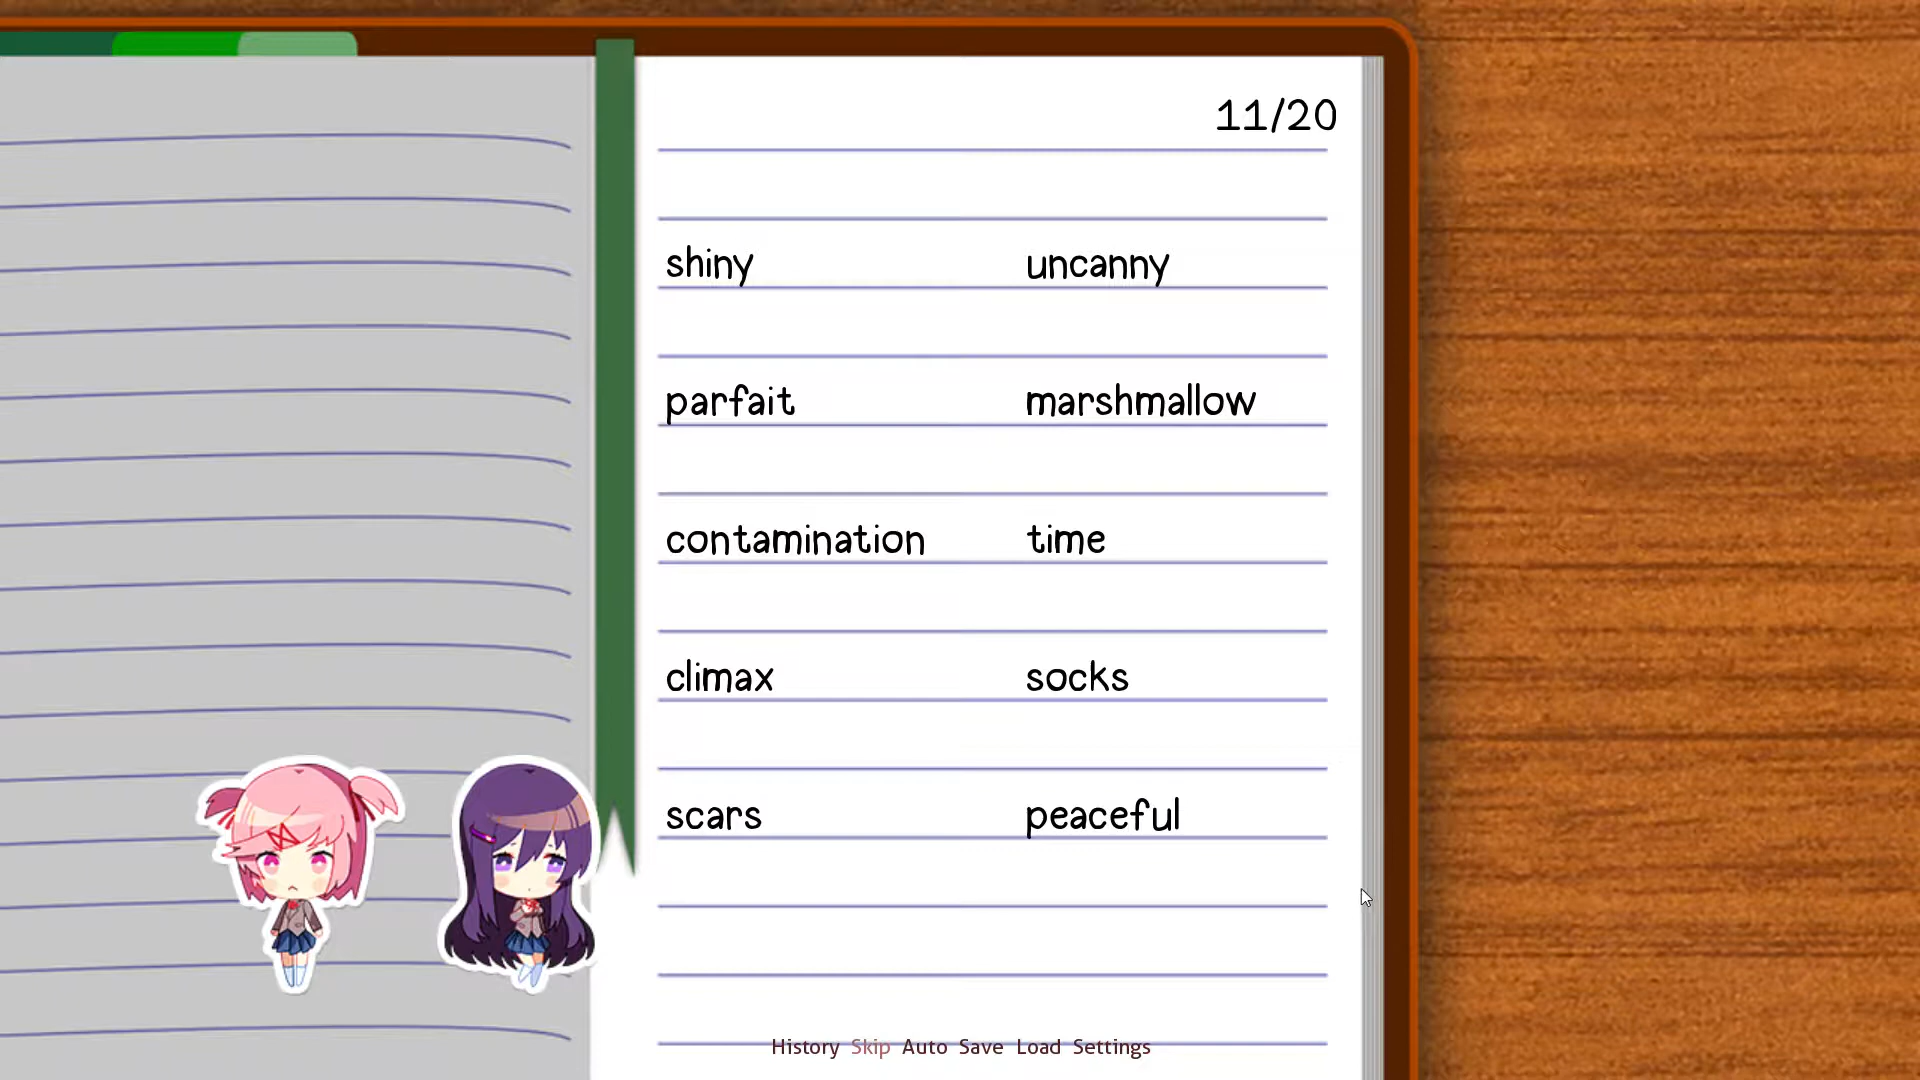 11/20
shiny uncanny
parfait marshmallow
contamination time
climax socks
scars peaceful
History Skip Auto Save Load Settings